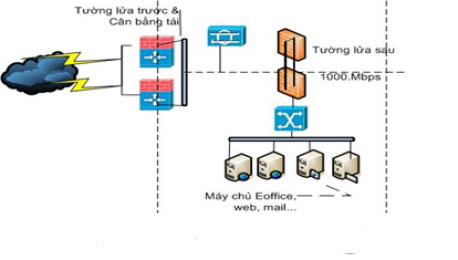 Tường lửa trước &
Cân bằng tải
Tường lửa sau
1000.Mbps
Máy chủ Eoffice,
web, mail...